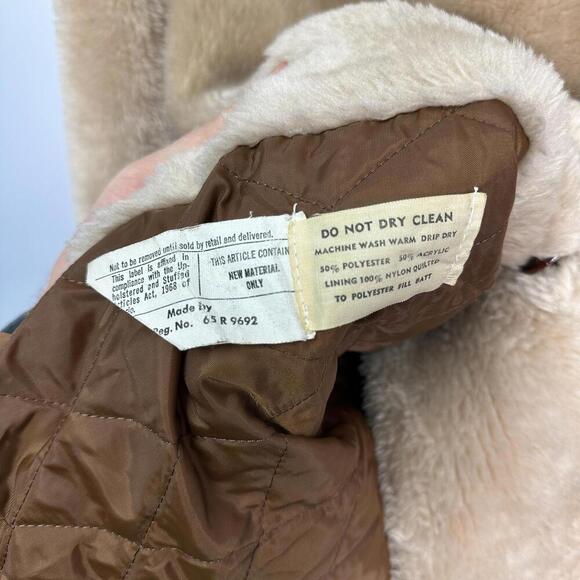 Not to be removed until sold by retail and delivered.
This label is affixed in
compliance with the Up-
holstered and Stuffed
Articles Act, 1968 of
THIS ARTICLE CONTAIN
NEW MATERIAL
ONLY
Made by
Reg. No. 65 R 9692
DO NOT DRY CLEAN
MACHINE WASH WARM DRIP DRY
50% POLYESTER 50% ACRYLIC
LINING 100% NYLON QUILTED
TO POLYESTER FILL BATT